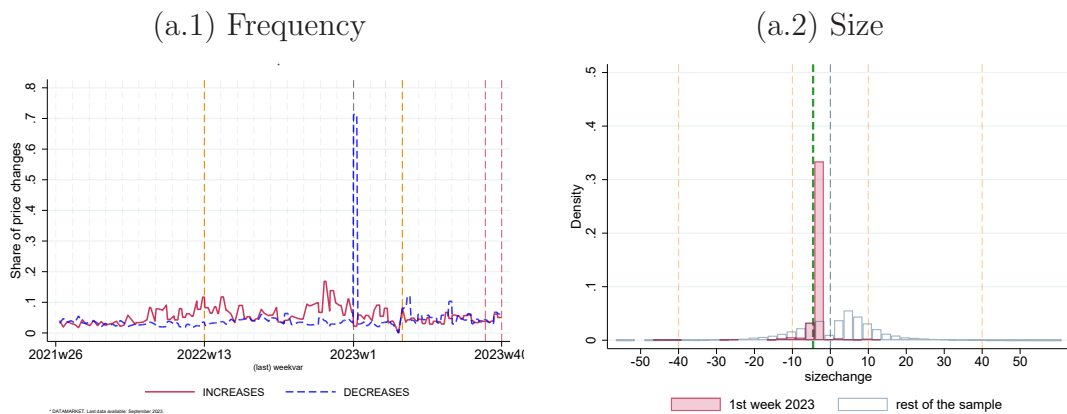 (a.1) Frequency
(a.2) Size
.8
.7
.6
.5
.4
.3
.2
.1
0
Share of price changes
2021w26
2022w13
2023w1
2023w40
(last) weekvar
INCREASES
DECREASES
* DATAMARKET. Last data available: September 2023.
.5
.4
.3
.2
.1
0
Density
-50
-40
-30
-20
-10
0
10
20
30
40
50
sizechange
1st week 2023
rest of the sample